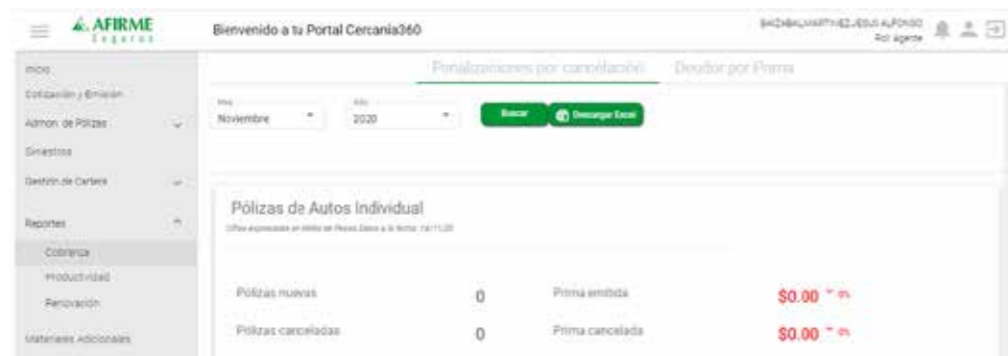 AFIRME
Seguros
Bienvenido a tu Portal Cercanía360
Rol: Agente
Inicio
Cotización y Emisión
Admon. de Pólizas
Siniestros
Gestión de Cartera
Reportes
Cobranza
Productividad
Renovación
Materiales Adicionales
Penalizaciones por cancelación
Deudor por Prima
Mes
Noviembre
Año
2020
Buscar
Descargar Excel
Pólizas de Autos Individual
Pólizas nuevas 0 Prima emitida $0.00 0%
Pólizas canceladas 0 Prima cancelada $0.00 0%